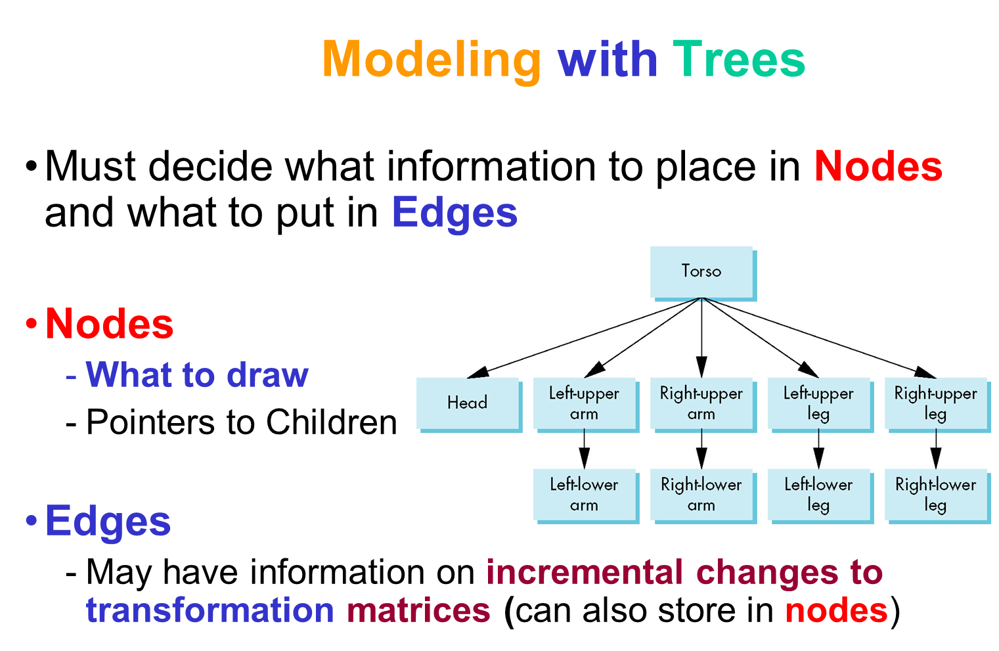 Modeling with Trees
•Must decide what information to place in Nodes
and what to put in Edges
•Nodes
- What to draw
- Pointers to Children
Torso
Head
Left-upper
arm
Right-upper
arm
Left-upper
leg
Right-upper
leg
Left-lower
arm
Right-lower
arm
Left-lower
leg
Right-lower
leg
•Edges
- May have information on incremental changes to
transformation matrices (can also store in nodes)